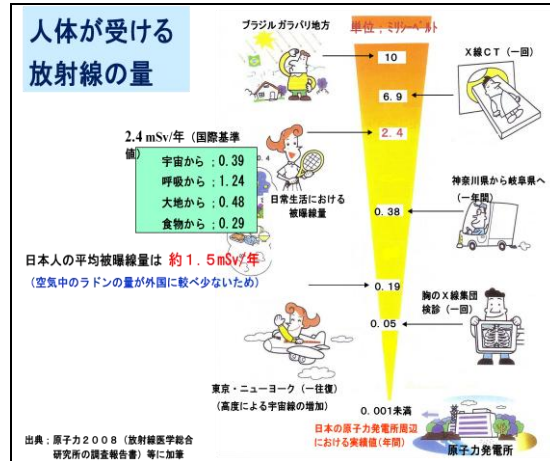 人体が受ける
放射線の量
ブラジルガラパリ地方
単位;ミリシーベルト
10
X線CT（一回）
6.9
2.4 mSv/年（国際基準
値）
2.4
宇宙から ;0.39
呼吸から ;1.24
大地から ;0.48
食物から ;0.29
日常生活における
被曝線量
神奈川県から岐阜県へ
（一年間）
0.38
日本人の平均被曝線量は 約１.５mSv/年
（空気中のラドンの量が外国に較べ少ないため）
0.19
胸のX線集団
検診（一回）
0.05
東京・ニューヨーク（一往復）
（高度による宇宙線の増加）
0.001未満
日本の原子力発電所周辺
における実績値(年間）
原子力発電所
出典；原子力２００８（放射線医学総合
研究所の調査報告書）等に加筆